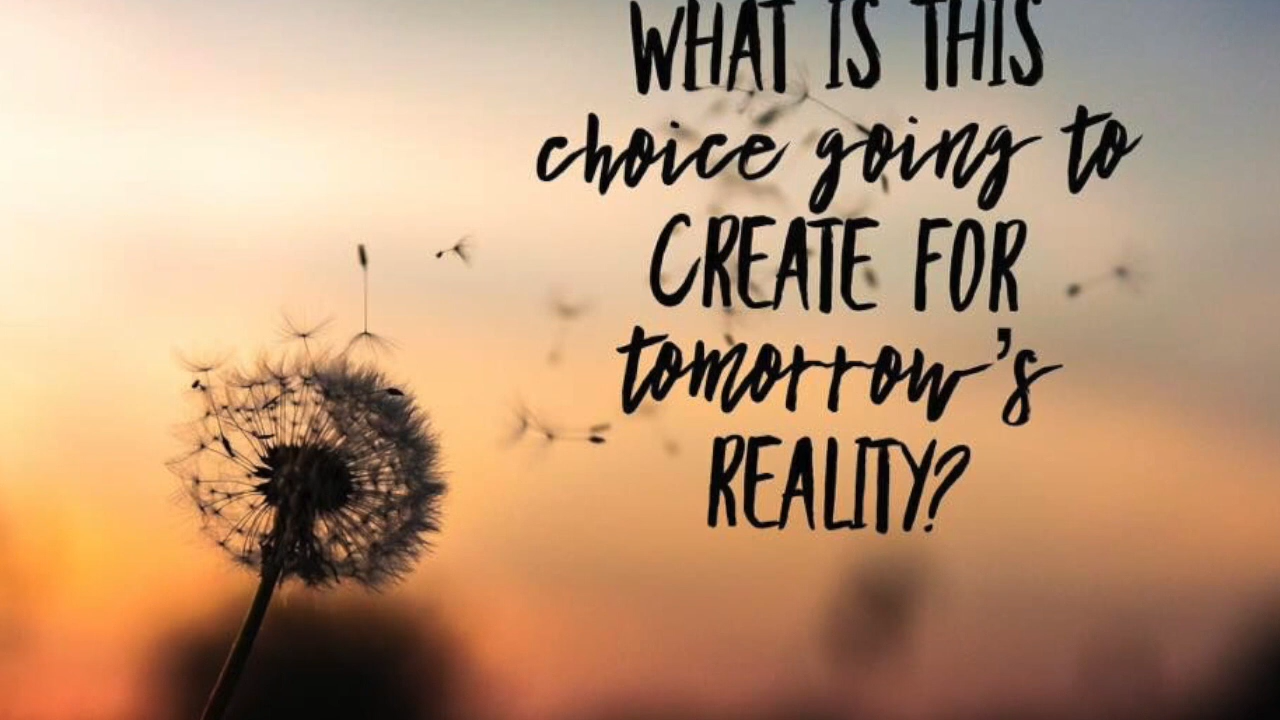 WHAT IS THIS
choice going to
CREATE FOR
tomorrow's
REALITY?